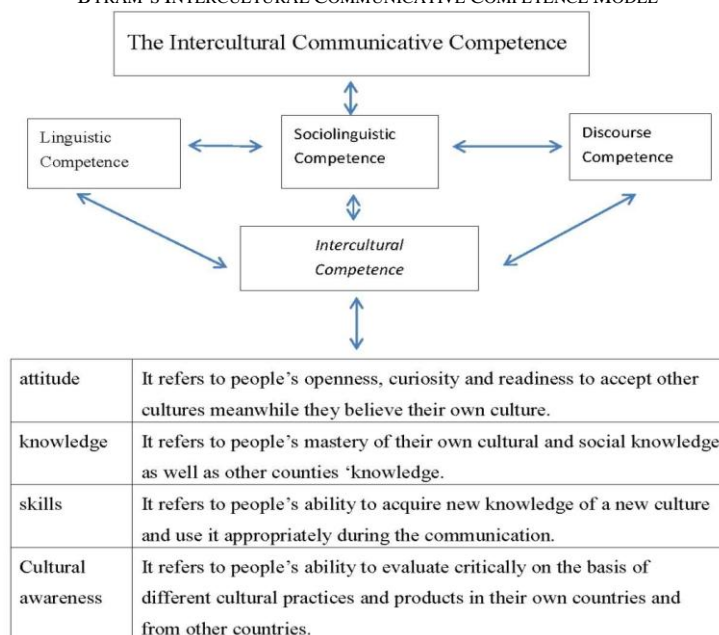 BYRAM'S INTERCULTURAL COMMUNICATIVE COMPETENCE MODEL
The Intercultural Communicative Competence
Linguistic
Competence
Sociolinguistic
Competence
Discourse
Competence
Intercultural
Competence
attitude
It refers to people's openness, curiosity and readiness to accept other
cultures meanwhile they believe their own culture.
knowledge
It refers to people's mastery of their own cultural and social knowledge
as well as other counties 'knowledge.
skills
It refers to people's ability to acquire new knowledge of a new culture
and use it appropriately during the communication.
Cultural
awareness
It refers to people's ability to evaluate critically on the basis of
different cultural practices and products in their own countries and
from other countries.